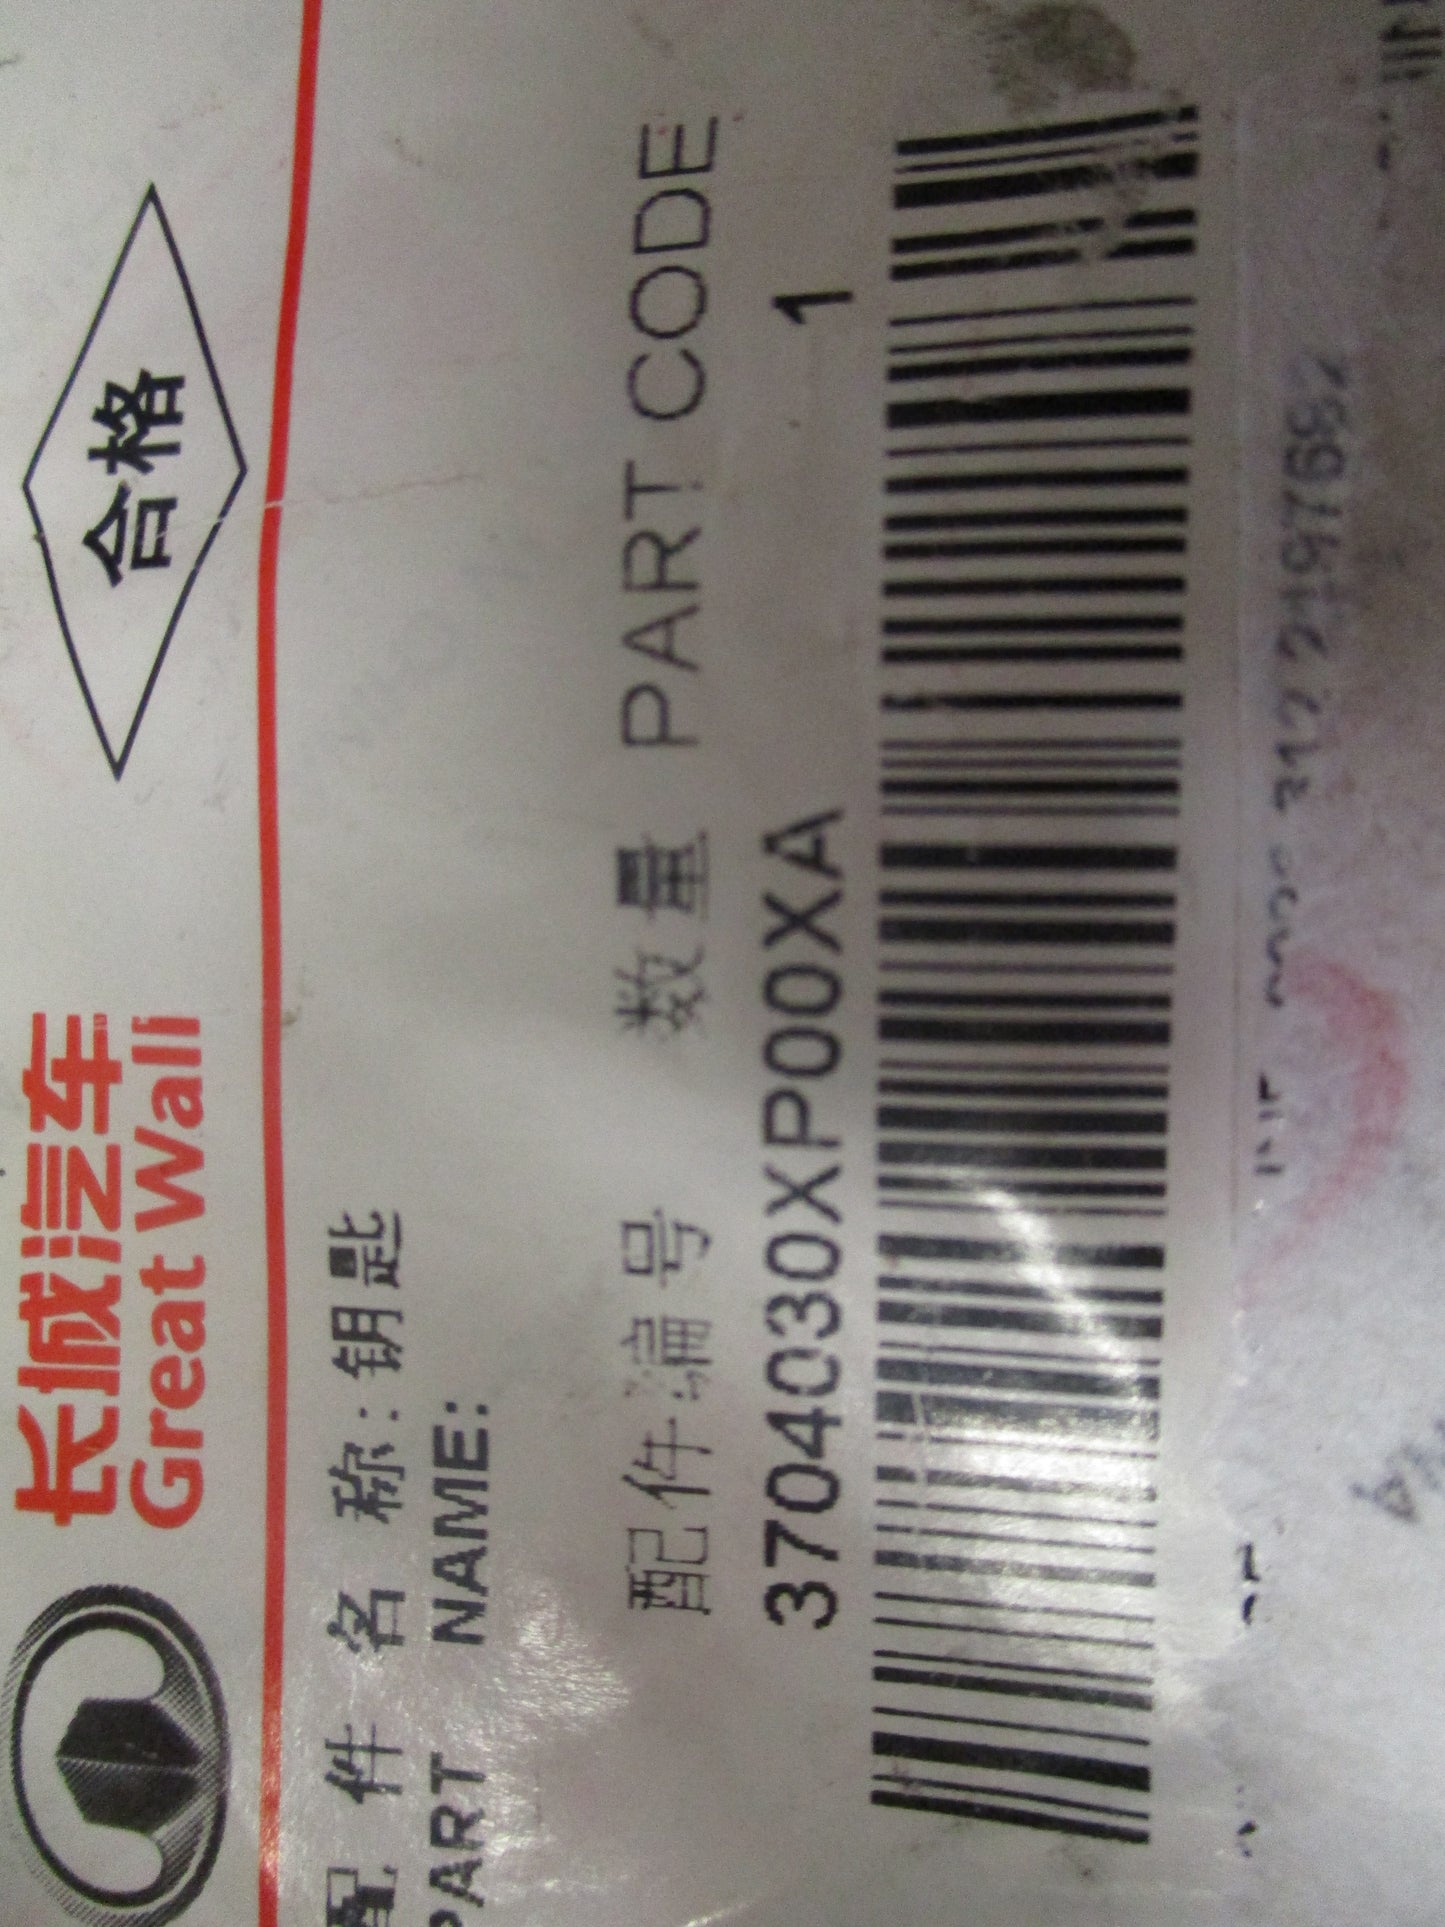 长城汽车
Great Wall
合格
配 件 名 称:钥匙
PART NAME:
配件编号 数量 PART CODE
3704030XP00XA 1